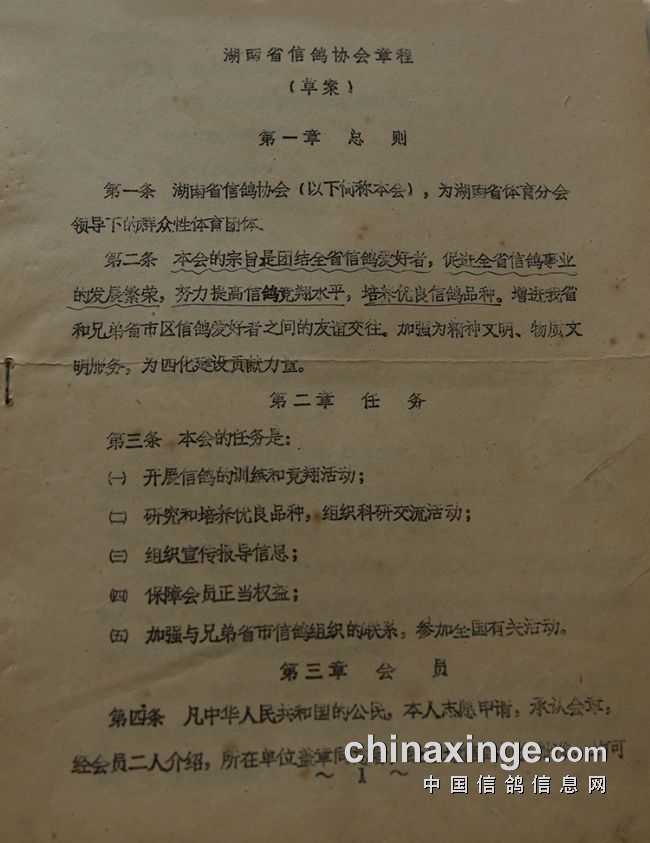 湖南省信鸽协会章程
(草案)
第一章 总则
第一条 湖南省信鸽协会(以下简称本会),为湖南省体育分会
领导下的群众性体育团体、
第二条 本会的宗旨是团结全省信鸽爱好者,促进全省信鸽事业
的发展繁荣,努力提高信鸽竞翔水平,培养优良信鸽品种。增进我省
和兄弟省市区信鸽爱好者之间的友谊交往。加强为精神文明、物质文
明服务,为四化建设贡献力量。
第二章 任务
第三条 本会的任务是:
㈠ 开展信鸽的训练和竞翔活动;
㈡ 研究和培养优良品种,组织科研交流活动;
㈢ 组织宣传报导信息;
㈣ 保障会员正当权益;
㈤ 加强与兄弟省市信鸽组织的联系,参加全国有关活动。
第三章 会员
第四条 凡中华人民共和国的公民,本人志愿申请,承认会章,
经会员二人介绍,所在单位盖章同 可
~ 1 ~
chinaxinge.com
中国信鸽信息网